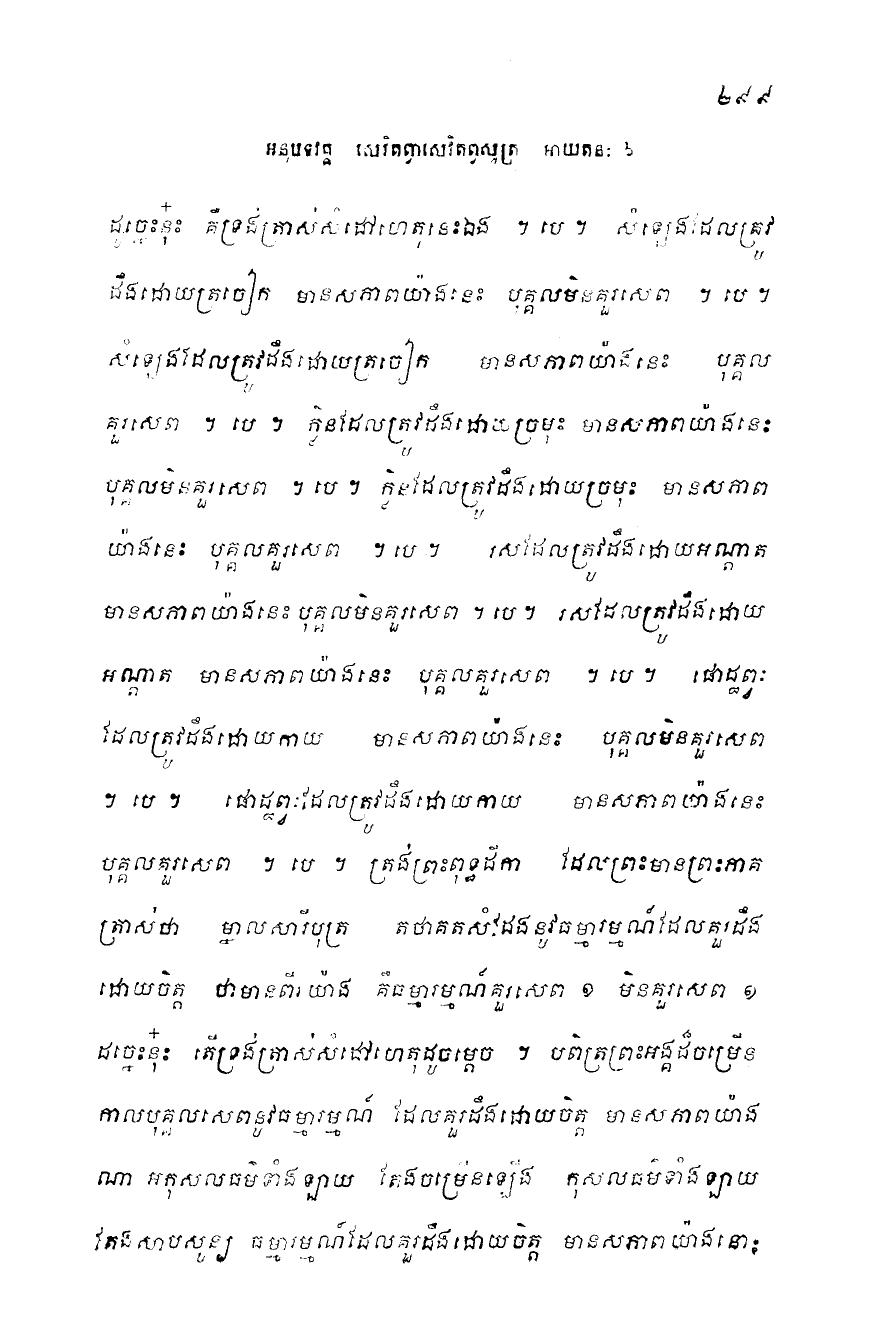 ២៩៩
អនុបទវគ្គ សេវិតព្វាសេវិតព្វសូត្រ អាយតនៈ ៦
ដូច្នេះនុ៎ះ គឺទ្រង់ត្រាស់សំដៅហេតុនេះឯង ។ បេ ។ សំឡេងដែលត្រូវ
ដឹងដោយត្រចៀក មានសភាពយ៉ាងនេះ បុគ្គលមិនគួរសេព ។ បេ ។
សំឡេងដែលត្រូវដឹងដោយត្រចៀក មានសភាពយ៉ាងនេះ បុគ្គល
គួរសេព ។ បេ ។ ក្លិនដែលត្រូវដឹងដោយច្រមុះ មានសភាពយ៉ាងនេះ
បុគ្គលមិនគួរសេព ។ បេ ។ ក្លិនដែលត្រូវដឹងដោយច្រមុះ មានសភាព
យ៉ាងនេះ បុគ្គលគួរសេព ។ បេ ។ រសដែលត្រូវដឹងដោយអណ្តាត
មានសភាពយ៉ាងនេះ បុគ្គលមិនគួរសេព ។ បេ ។ រសដែលត្រូវដឹងដោយ
អណ្តាត មានសភាពយ៉ាងនេះ បុគ្គលគួរសេព ។ បេ ។ ផោដ្ឋព្វៈ
ដែលត្រូវដឹងដោយកាយ មានសភាពយ៉ាងនេះ បុគ្គលមិនគួរសេព
។ បេ ។ ផោដ្ឋព្វៈដែលត្រូវដឹងដោយកាយ មានសភាពយ៉ាងនេះ
បុគ្គលគួរសេព ។ បេ ។ ត្រង់ព្រះពុទ្ធដីកា ដែលព្រះមានព្រះភាគ
ត្រាស់ថា ម្នាលសារីបុត្រ តថាគតសំដែងនូវធម្មារម្មណ៍ដែលគួរដឹង
ដោយចិត្ត ថាមានពីរយ៉ាង គឺធម្មារម្មណ៍គួរសេព ១ មិនគួរសេព ១
ដច្នេះនុ៎ះ តើទ្រង់ត្រាស់សំដៅហេតុដូចម្តេច ។ បពិត្រព្រះអង្គដ៏ចម្រើន
កាលបុគ្គលសេពនូវធម្មារម្មណ៍ ដែលគួរដឹងដោយចិត្ត មានសភាពយ៉ាង
ណា អកុសលធម៌ទាំងឡាយ តែងចម្រើនឡើង កុសលធម៌ទាំងឡាយ
តែងសាបសូន្យ ធម្មារម្មណ៍ដែលគួរដឹងដោយចិត្ត មានសភាពយ៉ាងនោះ